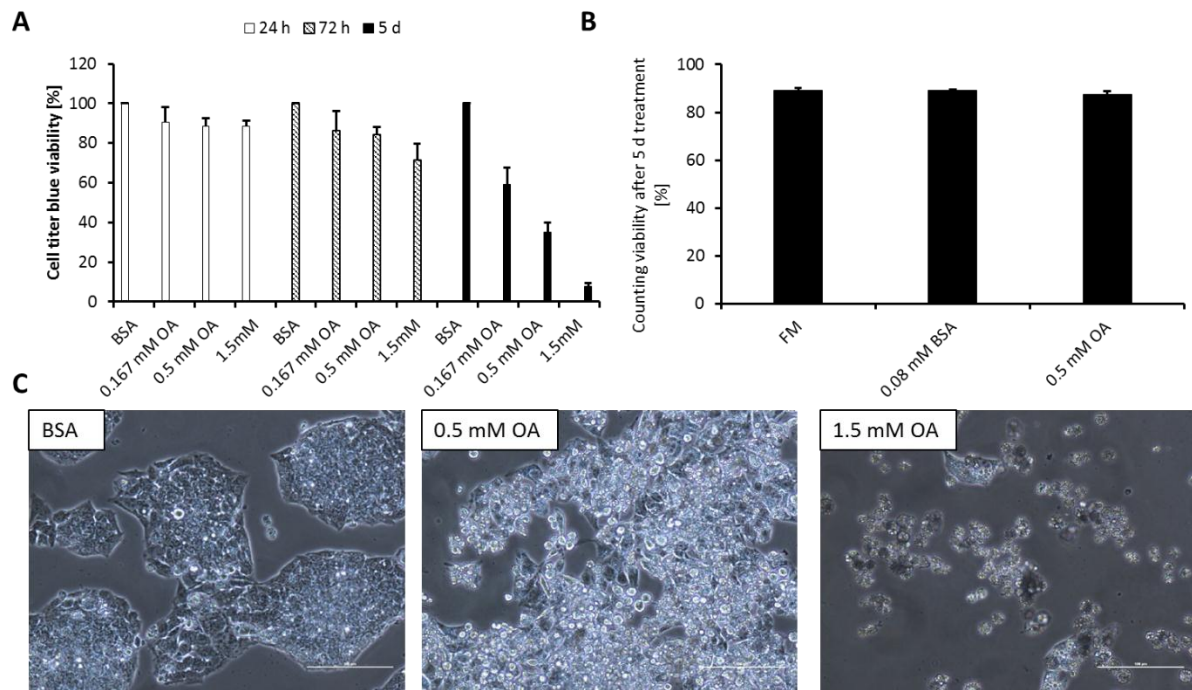 A
24 h 72 h 5 d
Cell titer blue viability [%]
120
100
80
60
40
20
0
BSA
0.167 mM OA
0.5 mM OA
1.5mM
BSA
0.167 mM OA
0.5 mM OA
1.5mM
BSA
0.167 mM OA
0.5 mM OA
1.5mM
B
Counting viability after 5 d treatment
[%]
100
80
60
40
20
0
FM
0.08 mM BSA
0.5 mM OA
C
BSA
0.5 mM OA
1.5 mM OA